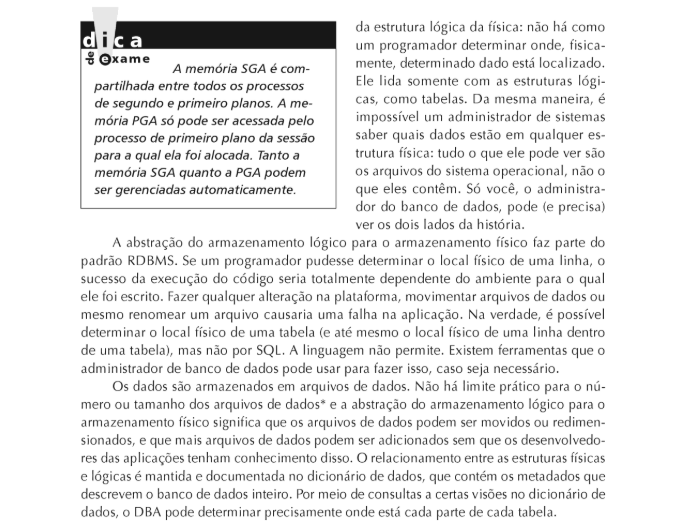 dica
de exame
A memória SGA é com-
partilhada entre todos os processos
de segundo e primeiro planos. A me-
mória PGA só pode ser acessada pelo
processo de primeiro plano da sessão
para a qual ela foi alocada. Tanto a
memória SGA quanto a PGA podem
ser gerenciadas automaticamente.
da estrutura lógica da física: não há como
um programador determinar onde, fisica-
mente, determinado dado está localizado.
Ele lida somente com as estruturas lógi-
cas, como tabelas. Da mesma maneira, é
impossível um administrador de sistemas
saber quais dados estão em qualquer es-
trutura física: tudo o que ele pode ver são
os arquivos do sistema operacional, não o
que eles contêm. Só você, o administra-
dor do banco de dados, pode (e precisa)
ver os dois lados da história.
A abstração do armazenamento lógico para o armazenamento físico faz parte do
padrão RDBMS. Se um programador pudesse determinar o local físico de uma linha, o
sucesso da execução do código seria totalmente dependente do ambiente para o qual
ele foi escrito. Fazer qualquer alteração na plataforma, movimentar arquivos de dados ou
mesmo renomear um arquivo causaria uma falha na aplicação. Na verdade, é possível
determinar o local físico de uma tabela (e até mesmo o local físico de uma linha dentro
de uma tabela), mas não por SQL. A linguagem não permite. Existem ferramentas que o
administrador de banco de dados pode usar para fazer isso, caso seja necessário.
Os dados são armazenados em arquivos de dados. Não há limite prático para o nú-
mero ou tamanho dos arquivos de dados* e a abstração do armazenamento lógico para o
armazenamento físico significa que os arquivos de dados podem ser movidos ou redimen-
sionados, e que mais arquivos de dados podem ser adicionados sem que os desenvolvedo-
res das aplicações tenham conhecimento disso. O relacionamento entre as estruturas físicas
e lógicas é mantida e documentada no dicionário de dados, que contém os metadados que
descrevem o banco de dados inteiro. Por meio de consultas a certas visões no dicionário de
dados, o DBA pode determinar precisamente onde está cada parte de cada tabela.